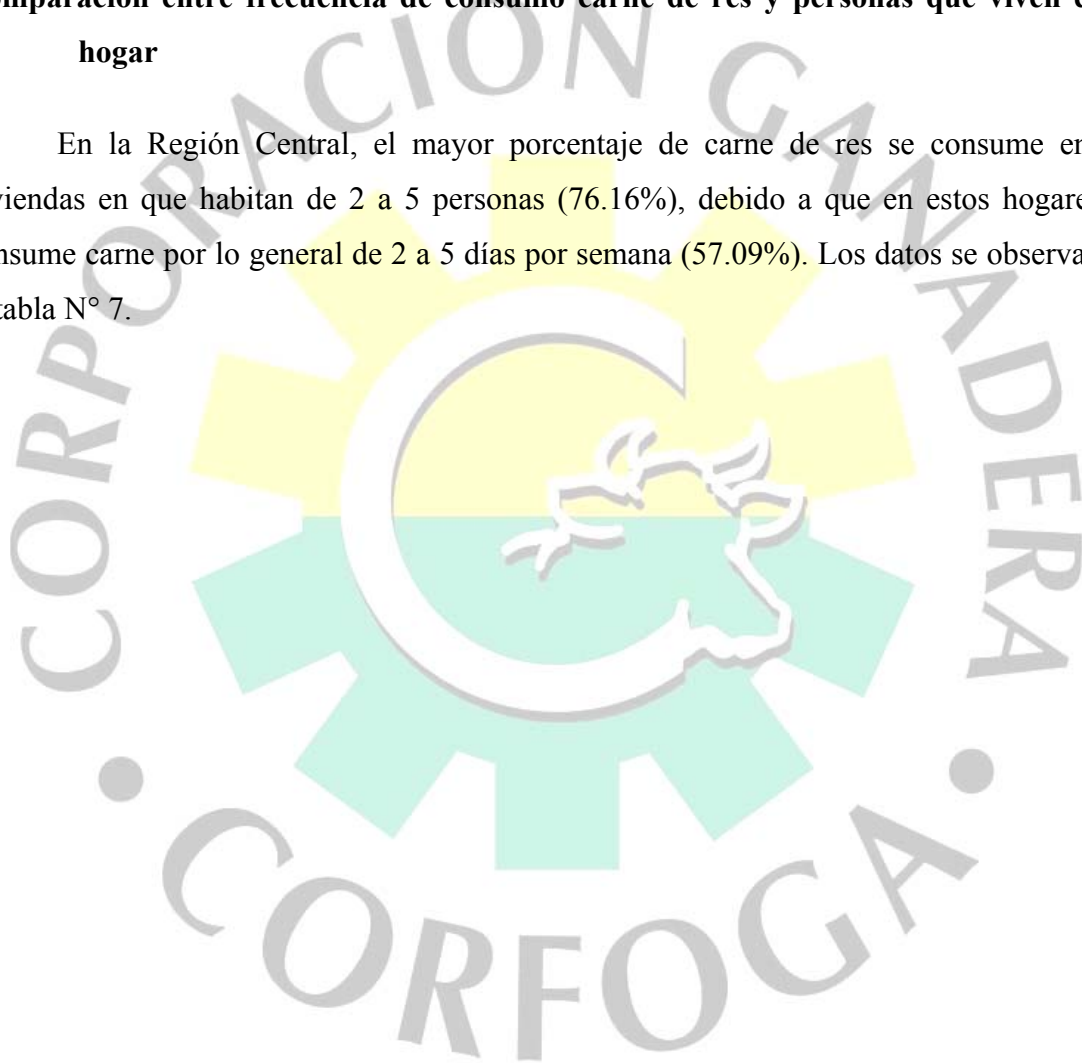 omparación entre frecuencia de consumo carne de res y personas que viven e
hogar
En la Región Central, el mayor porcentaje de carne de res se consume en
viendas en que habitan de 2 a 5 personas (76.16%), debido a que en estos hogare
nsume carne por lo general de 2 a 5 días por semana (57.09%). Los datos se observa
tabla N° 7.
CORPORACION GANADERA
• CORFOGA •